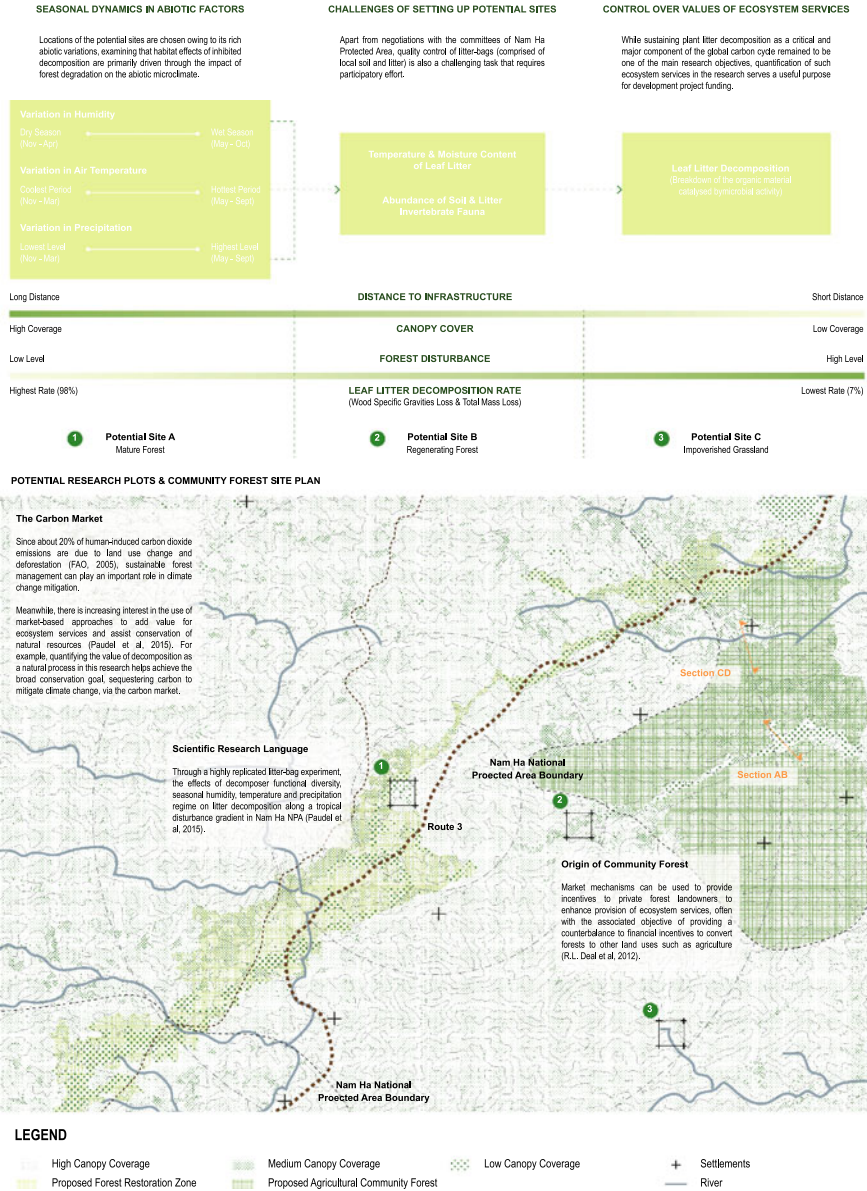 SEASONAL DYNAMICS IN ABIOTIC FACTORS
Locations of the potential sites are chosen owing to its rich
abiotic variations, examining that habitat effects of inhibited
decomposition are primarily driven through the impact of
forest degradation on the abiotic microclimate.
CHALLENGES OF SETTING UP POTENTIAL SITES
Apart from negotiations with the committees of Nam Ha
Protected Area, quality control of litter-bags (comprised of
local soil and litter) is also a challenging task that requires
participatory effort.
CONTROL OVER VALUES OF ECOSYSTEM SERVICES
While sustaining plant litter decomposition as a critical and
major component of the global carbon cycle remained to be
one of the main research objectives, quantification of such
ecosystem services in the research serves a useful purpose
for development project funding.
Variation in Humidity
Dry Season
(Nov - Apr)
Wet Season
(May - Oct)
Variation in Air Temperature
Coolest Period
(Nov - Mar)
Hottest Period
(May - Sept)
Variation in Precipitation
Lowest Level
(Nov - Mar)
Highest Level
(May - Sept)
Temperature & Moisture Content
of Leaf Litter
Abundance of Soil & Litter
Invertebrate Fauna
Leaf Litter Decomposition
(Breakdown of the organic material
catalysed bymicrobial activity)
Long Distance
DISTANCE TO INFRASTRUCTURE
Short Distance
High Coverage
CANOPY COVER
Low Coverage
Low Level
FOREST DISTURBANCE
High Level
Highest Rate (98%)
LEAF LITTER DECOMPOSITION RATE
(Wood Specific Gravities Loss & Total Mass Loss)
Lowest Rate (7%)
1
Potential Site A
Mature Forest
2
Potential Site B
Regenerating Forest
3
Potential Site C
Impoverished Grassland
POTENTIAL RESEARCH PLOTS & COMMUNITY FOREST SITE PLAN
The Carbon Market
Since about 20% of human-induced carbon dioxide
emissions are due to land use change and
deforestation (FAO, 2005), sustainable forest
management can play an important role in climate
change mitigation.
Meanwhile, there is increasing interest in the use of
market-based approaches to add value for
ecosystem services and assist conservation of
natural resources (Paudel et al, 2015). For
example, quantifying the value of decomposition as
a natural process in this research helps achieve the
broad conservation goal, sequestering carbon to
mitigate climate change, via the carbon market.
Section CD
Scientific Research Language
Through a highly replicated litter-bag experiment,
the effects of decomposer functional diversity,
seasonal humidity, temperature and precipitation
regime on litter decomposition along a tropical
disturbance gradient in Nam Ha NPA (Paudel et
al, 2015).
1
Nam Ha National
Proected Area Boundary
Section AB
2
Route 3
Origin of Community Forest
Market mechanisms can be used to provide
incentives to private forest landowners to
enhance provision of ecosystem services, often
with the associated objective of providing a
counterbalance to financial incentives to convert
forests to other land uses such as agriculture
(R.L. Deal et al, 2012).
3
Nam Ha National
Proected Area Boundary
LEGEND
High Canopy Coverage
Medium Canopy Coverage
Low Canopy Coverage
Settlements
Proposed Forest Restoration Zone
Proposed Agricultural Community Forest
River